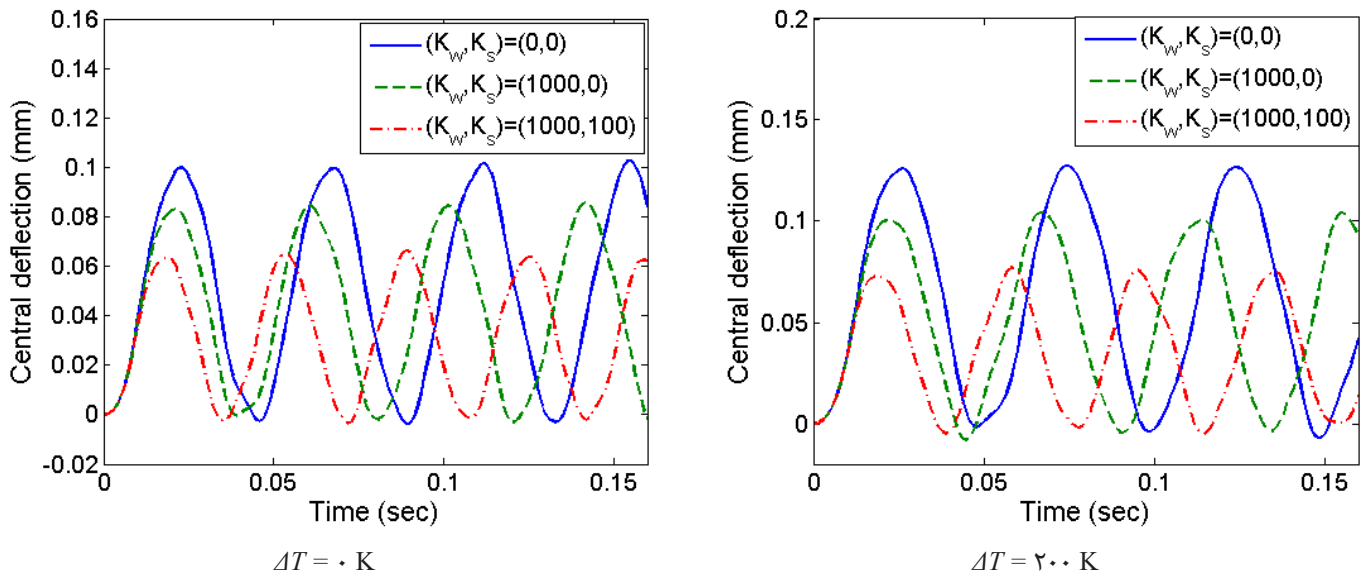 0.16
0.14
0.12
0.1
0.08
0.06
0.04
0.02
0
-0.02
Central deflection (mm)
(K_W,K_S)=(0,0)
(K_W,K_S)=(1000,0)
(K_W,K_S)=(1000,100)
0 0.05 0.1 0.15
Time (sec)
ΔT = ۰ K
0.2
0.15
0.1
0.05
0
Central deflection (mm)
(K_W,K_S)=(0,0)
(K_W,K_S)=(1000,0)
(K_W,K_S)=(1000,100)
0 0.05 0.1 0.15
Time (sec)
ΔT = ۲۰۰ K